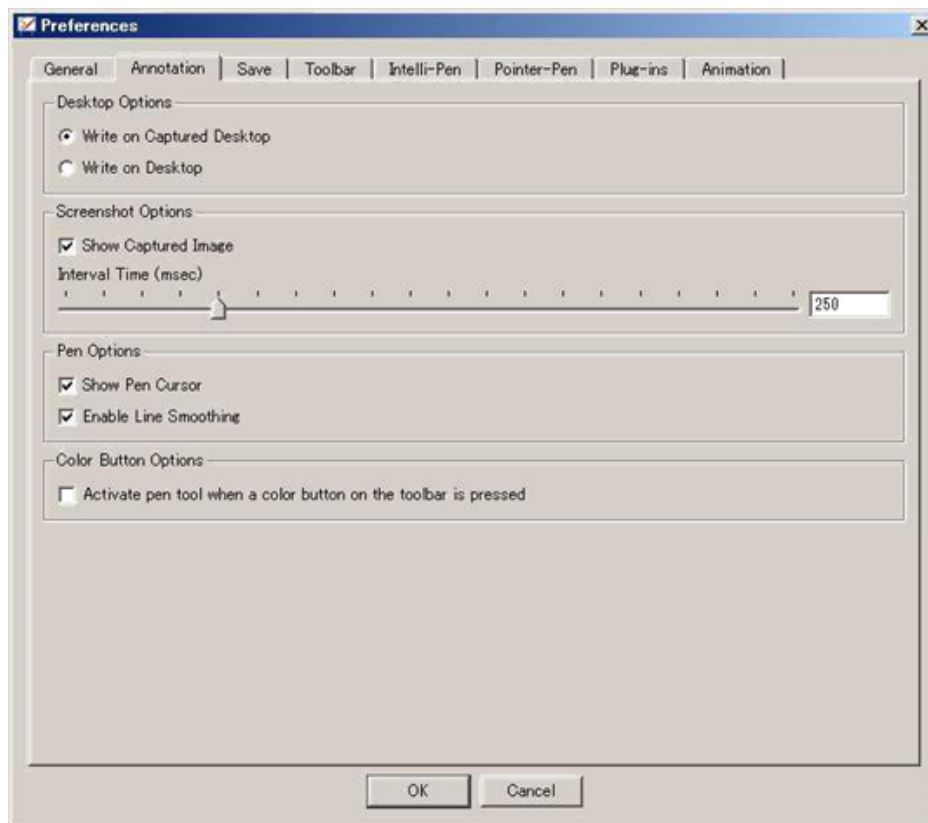 Preferences
General Annotation Save Toolbar Intelli-Pen Pointer-Pen Plug-ins Animation
Desktop Options
Write on Captured Desktop
Write on Desktop
Screenshot Options
Show Captured Image
Interval Time (msec)
250
Pen Options
Show Pen Cursor
Enable Line Smoothing
Color Button Options
Activate pen tool when a color button on the toolbar is pressed
OK Cancel